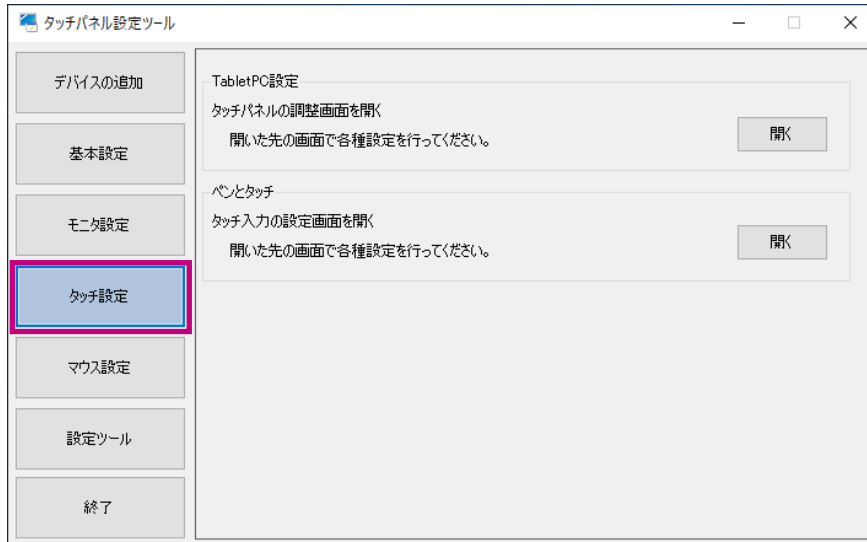 タッチパネル設定ツール
デバイスの追加
基本設定
モニタ設定
タッチ設定
マウス設定
設定ツール
終了
TabletPC設定
タッチパネルの調整画面を開く
開いた先の画面で各種設定を行ってください。
開く
ペンとタッチ
タッチ入力の設定画面を開く
開いた先の画面で各種設定を行ってください。
開く